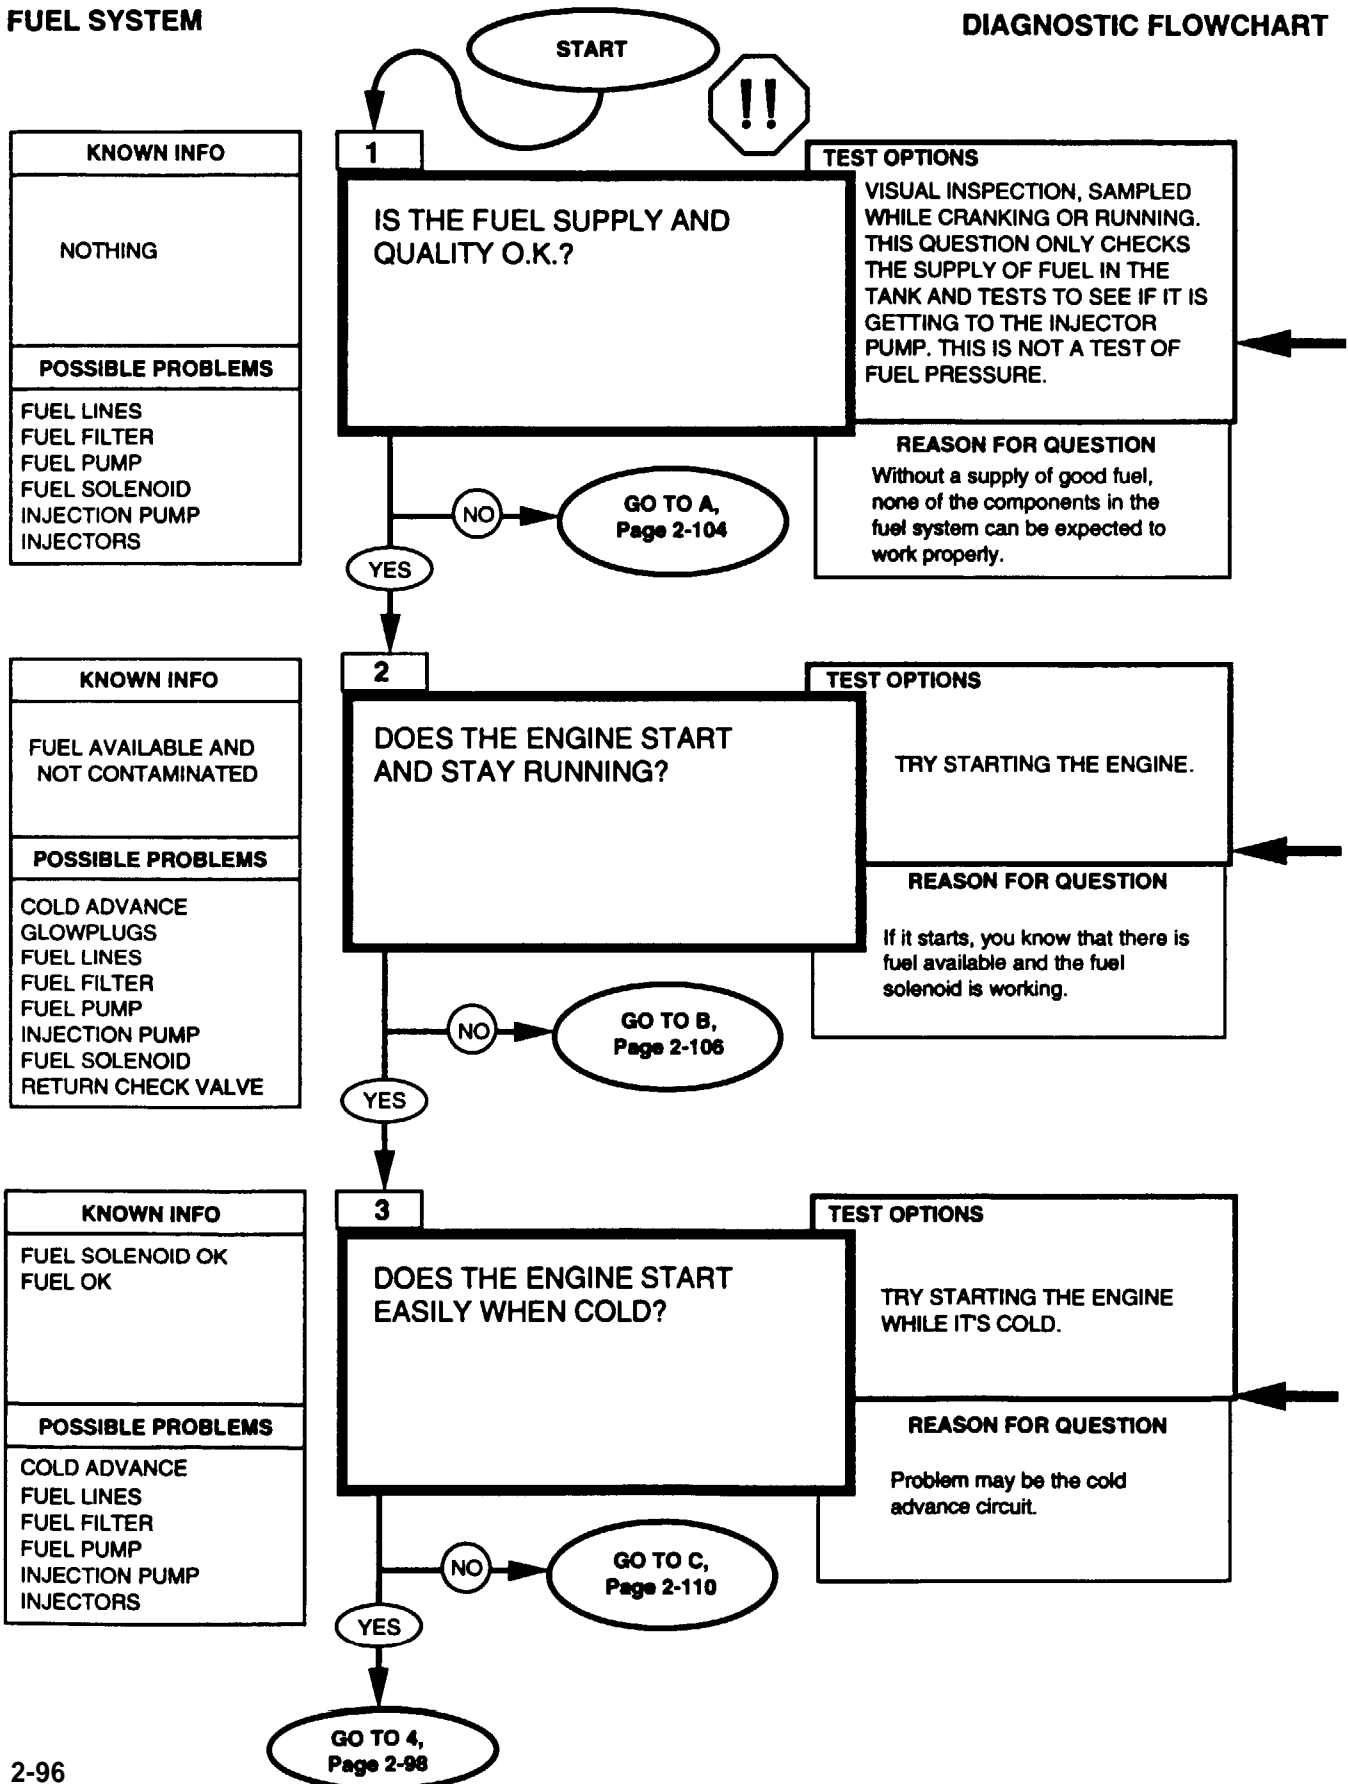 FUEL SYSTEM
DIAGNOSTIC FLOWCHART
START
!!
KNOWN INFO
NOTHING
POSSIBLE PROBLEMS
FUEL LINES
FUEL FILTER
FUEL PUMP
FUEL SOLENOID
INJECTION PUMP
INJECTORS
1
IS THE FUEL SUPPLY AND
QUALITY O.K.?
TEST OPTIONS
VISUAL INSPECTION, SAMPLED
WHILE CRANKING OR RUNNING.
THIS QUESTION ONLY CHECKS
THE SUPPLY OF FUEL IN THE
TANK AND TESTS TO SEE IF IT IS
GETTING TO THE INJECTOR
PUMP. THIS IS NOT A TEST OF
FUEL PRESSURE.
REASON FOR QUESTION
Without a supply of good fuel,
none of the components in the
fuel system can be expected to
work properly.
NO
GO TO A,
Page 2-104
YES
KNOWN INFO
FUEL AVAILABLE AND
NOT CONTAMINATED
POSSIBLE PROBLEMS
COLD ADVANCE
GLOWPLUGS
FUEL LINES
FUEL FILTER
FUEL PUMP
INJECTION PUMP
FUEL SOLENOID
RETURN CHECK VALVE
2
DOES THE ENGINE START
AND STAY RUNNING?
TEST OPTIONS
TRY STARTING THE ENGINE.
REASON FOR QUESTION
If it starts, you know that there is
fuel available and the fuel
solenoid is working.
NO
GO TO B,
Page 2-106
YES
KNOWN INFO
FUEL SOLENOID OK
FUEL OK
POSSIBLE PROBLEMS
COLD ADVANCE
FUEL LINES
FUEL FILTER
FUEL PUMP
INJECTION PUMP
INJECTORS
3
DOES THE ENGINE START
EASILY WHEN COLD?
TEST OPTIONS
TRY STARTING THE ENGINE
WHILE IT'S COLD.
REASON FOR QUESTION
Problem may be the cold
advance circuit.
NO
GO TO C,
Page 2-110
YES
GO TO 4,
Page 2-98
2-96